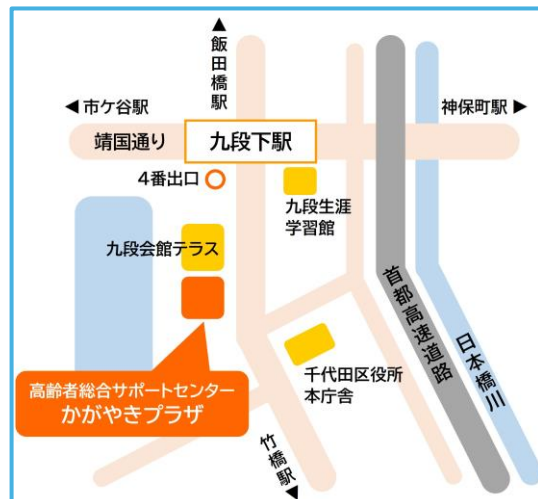 ▲飯田橋駅
◀市ケ谷駅
神保町駅▶
靖国通り
九段下駅
4番出口
九段生涯
学習館
九段会館テラス
首都高速道路
日本橋川
千代田区役所
本庁舎
高齢者総合サポートセンター
かがやきプラザ
竹橋駅▶